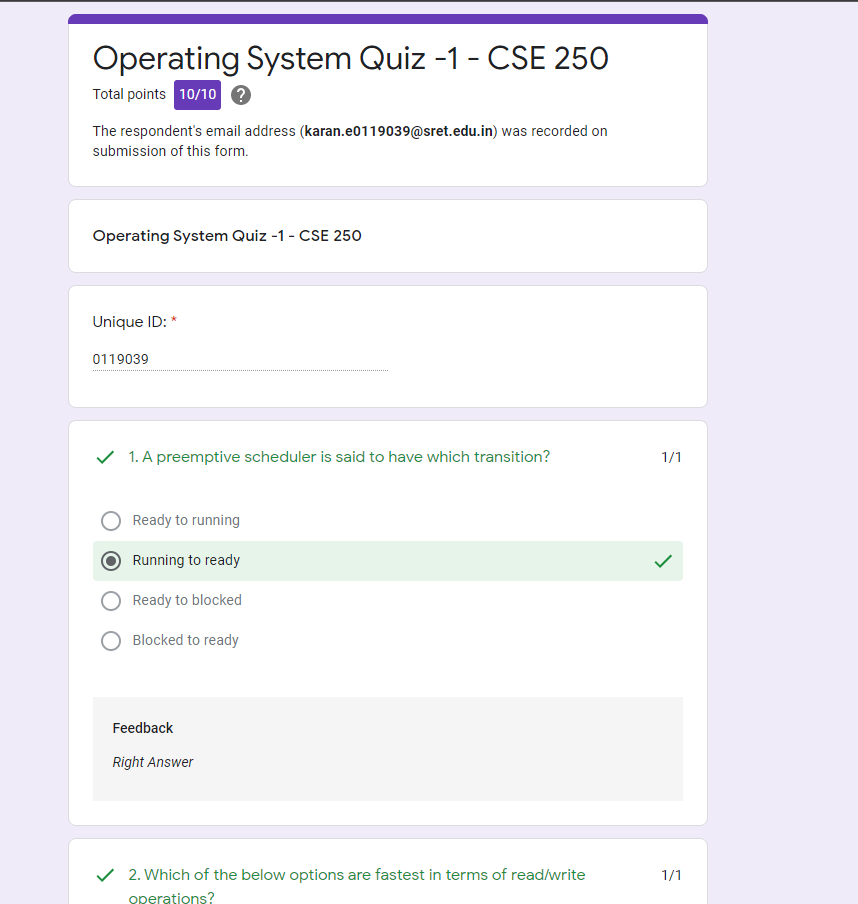 Operating System Quiz -1 - CSE 250
Total points 10/10 ?
The respondent's email address (karan.e0119039@sret.edu.in) was recorded on
submission of this form.
Operating System Quiz -1 - CSE 250
Unique ID: *
0119039
1. A preemptive scheduler is said to have which transition? 1/1
Ready to running
Running to ready
Ready to blocked
Blocked to ready
Feedback
Right Answer
2. Which of the below options are fastest in terms of read/write 1/1
operations?